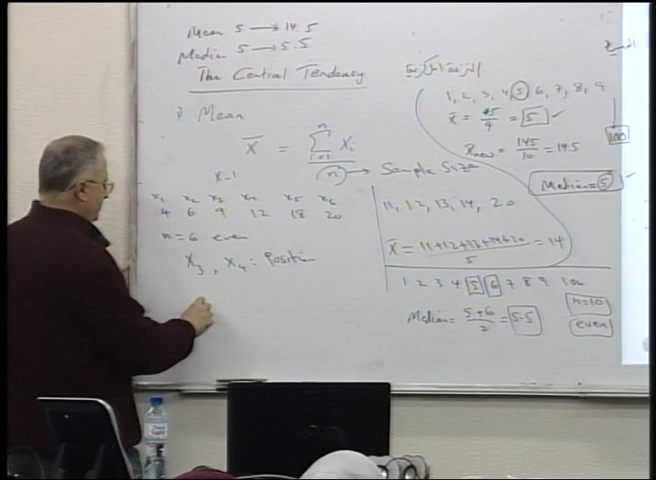 Mean 5 → 14.5
Median 5 → 5.5
The Central Tendency
النزعة المركزية
1) Mean
X̄ = Σ Xi
i=1
n
n → Sample Size
X-1
x1 x2 x3 x4 x5 x6
4 6 9 12 18 20
n=6 even
X3, X4 = Position
1, 2, 3, 4, 5, 6, 7, 8, 9
x̄ = 45/9 = 5 ✓
100
X̄new = 145/10 = 14.5
Median = 5
11, 12, 13, 14, 20
X̄ = 11+12+13+14+20/5 = 14
1 2 3 4 5 6 7 8 9 100
n=10
Median = 5+6/2 = 5.5
even